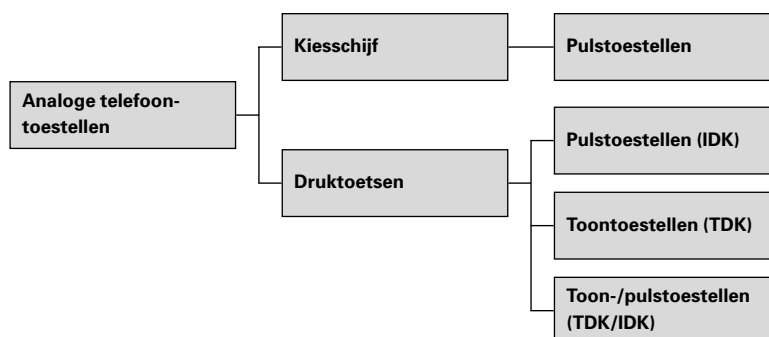 Analoge telefoon-
toestellen
Kiesschijf
Pulstoestellen
Druktoetsen
Pulstoestellen (IDK)
Toontoestellen (TDK)
Toon-/pulstoestellen
(TDK/IDK)